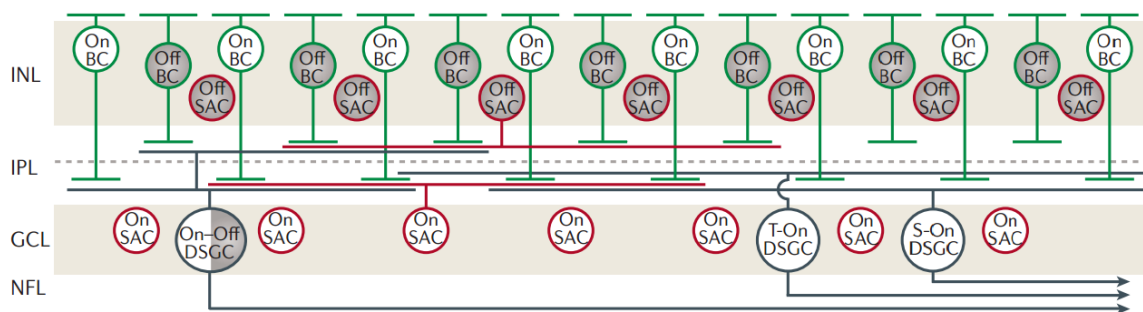 On
BC
Off
BC
On
BC
Off
BC
On
BC
Off
BC
On
BC
Off
BC
On
BC
Off
BC
On
BC
Off
BC
On
BC
Off
BC
On
BC
INL
Off
SAC
Off
SAC
Off
SAC
Off
SAC
Off
SAC
Off
SAC
Off
SAC
IPL
GCL
On
SAC
On–Off
DSGC
On
SAC
On
SAC
On
SAC
On
SAC
T-On
DSGC
On
SAC
S-On
DSGC
On
SAC
NFL